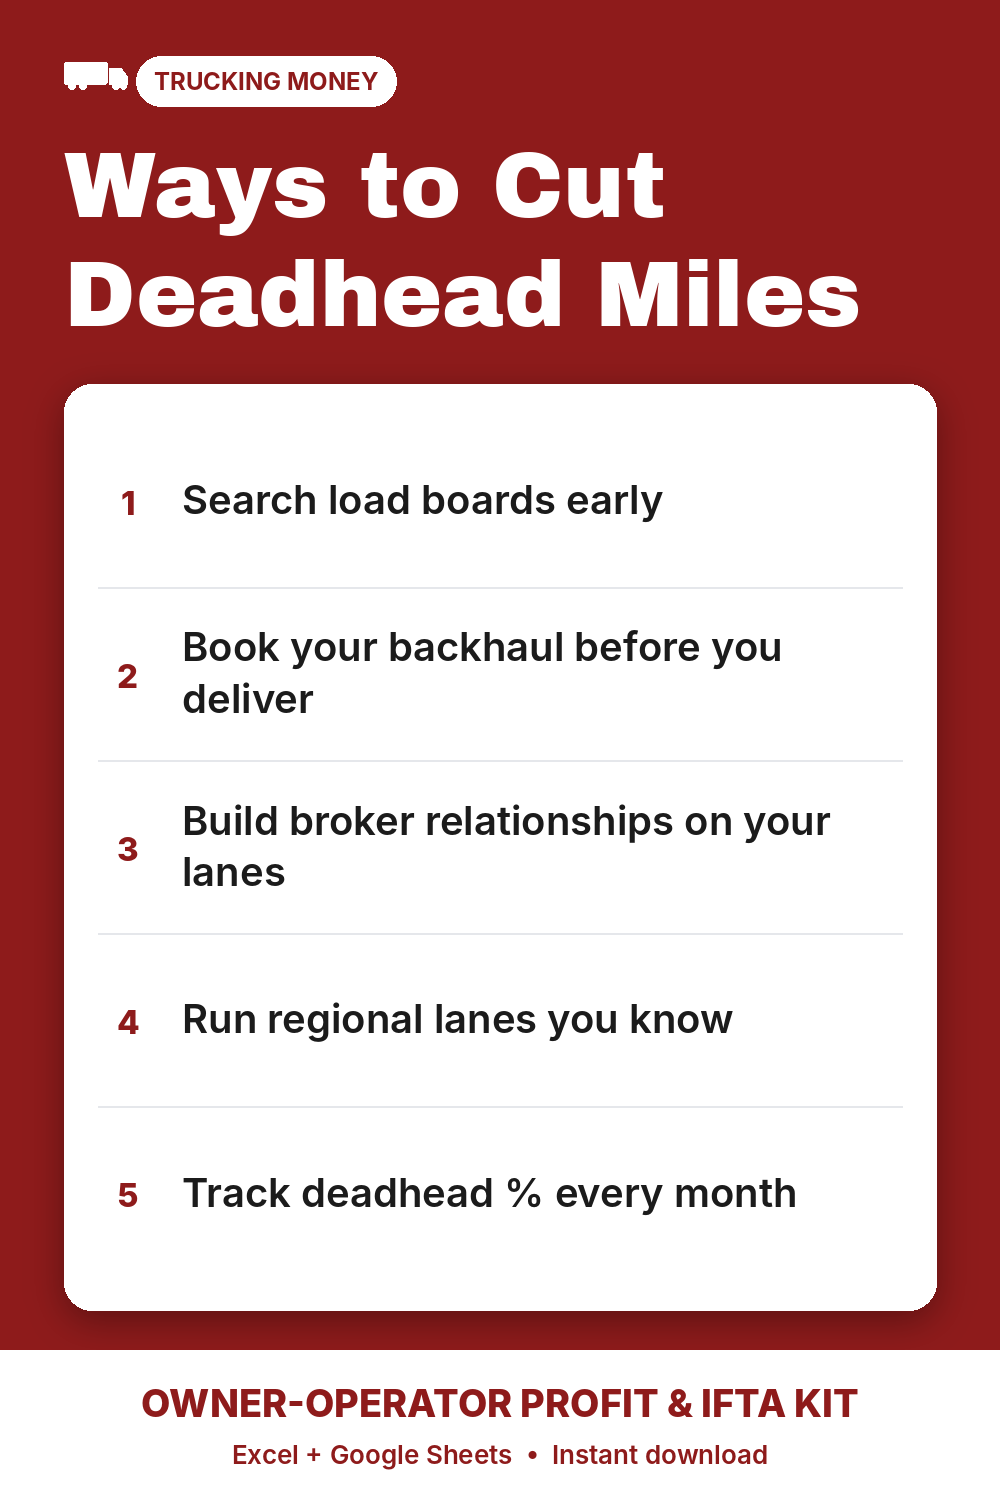 TRUCKING MONEY
Ways to Cut
Deadhead Miles
1 Search load boards early
2 Book your backhaul before you
deliver
3 Build broker relationships on your
lanes
4 Run regional lanes you know
5 Track deadhead % every month
OWNER-OPERATOR PROFIT & IFTA KIT
Excel + Google Sheets • Instant download